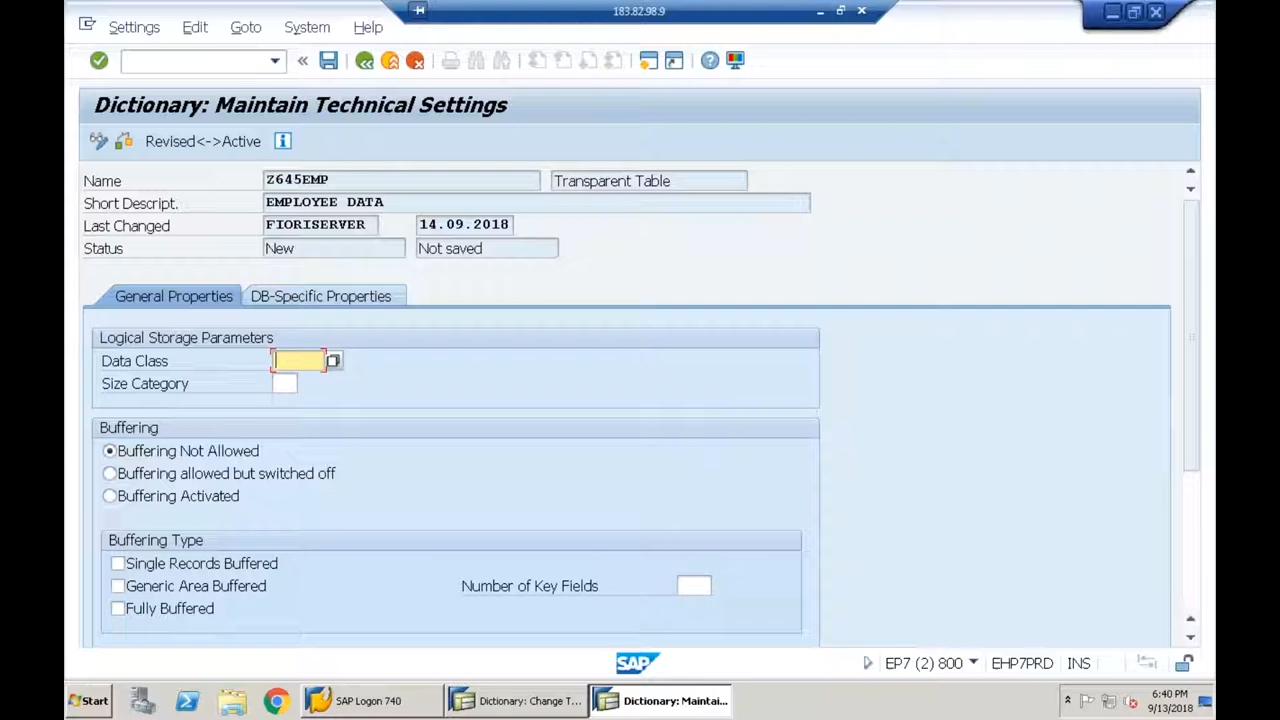 183.82.98.9
Settings Edit Goto System Help
Dictionary: Maintain Technical Settings
Revised<->Active
Name Z645EMP Transparent Table
Short Descript. EMPLOYEE DATA
Last Changed FIORISERVER 14.09.2018
Status New Not saved
General Properties DB-Specific Properties
Logical Storage Parameters
Data Class
Size Category
Buffering
Buffering Not Allowed
Buffering allowed but switched off
Buffering Activated
Buffering Type
Single Records Buffered
Generic Area Buffered Number of Key Fields
Fully Buffered
SAP EP7 (2) 800 EHP7PRD INS
Start SAP Logon 740 Dictionary: Change T... Dictionary: Maintai... 6:40 PM
9/13/2018